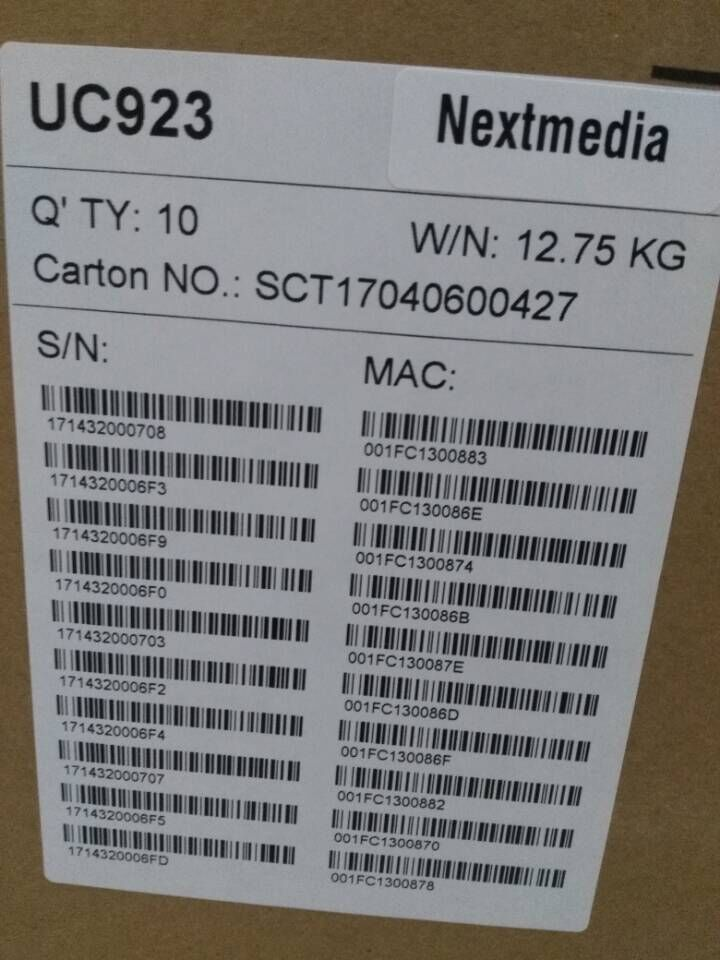 UC923
Nextmedia
Q' TY: 10
W/N: 12.75 KG
Carton NO.: SCT17040600427
S/N:
MAC:
171432000708
001FC1300883
1714320006F3
001FC130086E
1714320006F9
001FC1300874
1714320006F0
001FC130086B
171432000703
001FC130087E
1714320006F2
001FC130086D
1714320006F4
001FC130086F
171432000707
001FC1300882
1714320006F5
001FC1300870
1714320006FD
001FC1300878